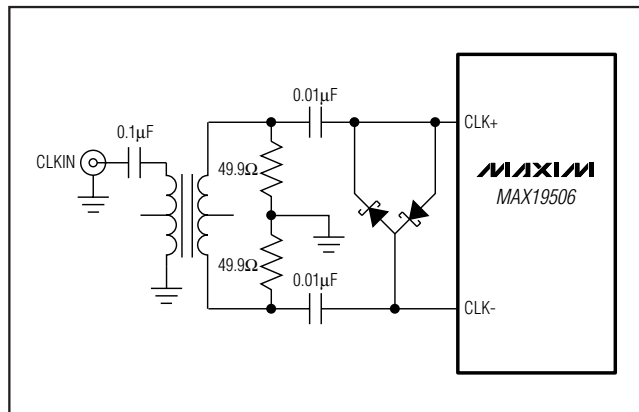 0.01μF
0.1μF
CLK+
CLKIN
49.9Ω
MAXIM
MAX19506
49.9Ω
0.01μF
CLK-